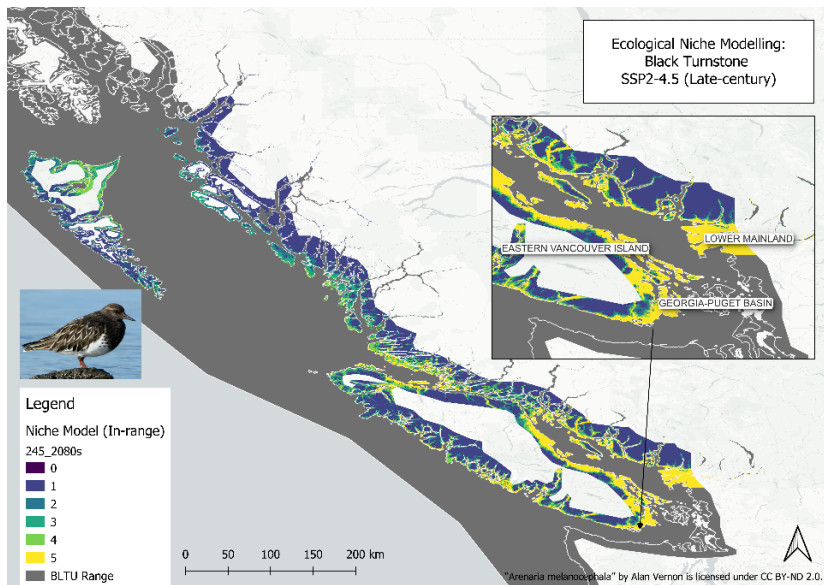 Ecological Niche Modelling:
Black Turnstone
SSP2-4.5 (Late-century)
LOWER MAINLAND
EASTERN VANCOUVER ISLAND
GEORGIA-PUGET BASIN
Legend
Niche Model (In-range)
245_2080s
0
1
2
3
4
5
BLTU Range
0 50 100 150 200 km
"Arenaria melanocephala" by Alan Vernon is licensed under CC BY-ND 2.0.